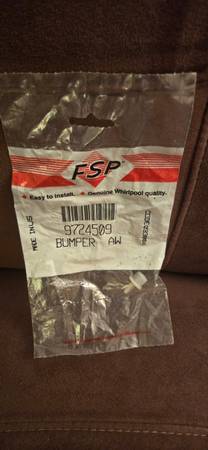 FSP
Easy to install. • Genuine Whirlpool quality.
MADE IN US
9724509
BUMPER AW